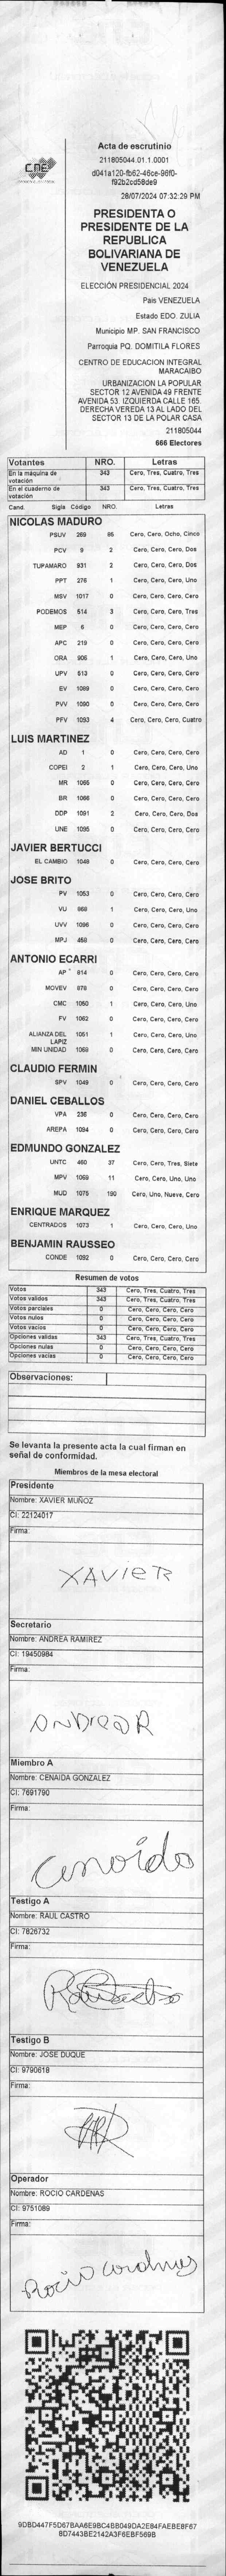 CNE
Acta de escrutinio
211805044.01.1.0001
d041a120-fb62-46ce-96f0-
f92b2cd58de9
28/07/2024 07:32:29 PM
PRESIDENTA O
PRESIDENTE DE LA
REPUBLICA
BOLIVARIANA DE
VENEZUELA
ELECCIÓN PRESIDENCIAL 2024
Pais VENEZUELA
Estado EDO. ZULIA
Municipio MP. SAN FRANCISCO
Parroquia PQ. DOMITILA FLORES
CENTRO DE EDUCACION INTEGRAL
MARACAIBO
URBANIZACION LA POPULAR
SECTOR 12 AVENIDA 49 FRENTE
AVENIDA 53. IZQUIERDA CALLE 165.
DERECHA VEREDA 13 AL LADO DEL
SECTOR 13 DE LA POLAR CASA
211805044
666 Electores
Votantes NRO. Letras
En la máquina de votación 343 Cero, Tres, Cuatro, Tres
En el cuaderno de votación 343 Cero, Tres, Cuatro, Tres
Cand. Sigla Código NRO. Letras
NICOLAS MADURO
PSUV 269 85 Cero, Cero, Ocho, Cinco
PCV 9 2 Cero, Cero, Cero, Dos
TUPAMARO 931 2 Cero, Cero, Cero, Dos
PPT 276 1 Cero, Cero, Cero, Uno
MSV 1017 0 Cero, Cero, Cero, Cero
PODEMOS 514 3 Cero, Cero, Cero, Tres
MEP 6 0 Cero, Cero, Cero, Cero
APC 219 0 Cero, Cero, Cero, Cero
ORA 906 1 Cero, Cero, Cero, Uno
UPV 513 0 Cero, Cero, Cero, Cero
EV 1089 0 Cero, Cero, Cero, Cero
PVV 1090 0 Cero, Cero, Cero, Cero
PFV 1093 4 Cero, Cero, Cero, Cuatro
LUIS MARTINEZ
AD 1 0 Cero, Cero, Cero, Cero
COPEI 2 1 Cero, Cero, Cero, Uno
MR 1065 0 Cero, Cero, Cero, Cero
BR 1066 0 Cero, Cero, Cero, Cero
DDP 1091 2 Cero, Cero, Cero, Dos
UNE 1095 0 Cero, Cero, Cero, Cero
JAVIER BERTUCCI
EL CAMBIO 1048 0 Cero, Cero, Cero, Cero
JOSE BRITO
PV 1053 0 Cero, Cero, Cero, Cero
VU 868 1 Cero, Cero, Cero, Uno
UVV 1096 0 Cero, Cero, Cero, Cero
MPJ 458 0 Cero, Cero, Cero, Cero
ANTONIO ECARRI
AP 814 0 Cero, Cero, Cero, Cero
MOVEV 878 0 Cero, Cero, Cero, Cero
CMC 1050 1 Cero, Cero, Cero, Uno
FV 1062 0 Cero, Cero, Cero, Cero
ALIANZA DEL LAPIZ 1051 1 Cero, Cero, Cero, Uno
MIN UNIDAD 1069 0 Cero, Cero, Cero, Cero
CLAUDIO FERMIN
SPV 1049 0 Cero, Cero, Cero, Cero
DANIEL CEBALLOS
VPA 236 0 Cero, Cero, Cero, Cero
AREPA 1084 0 Cero, Cero, Cero, Cero
EDMUNDO GONZALEZ
UNTC 460 37 Cero, Cero, Tres, Siete
MPV 1069 11 Cero, Cero, Uno, Uno
MUD 1075 190 Cero, Uno, Nueve, Cero
ENRIQUE MARQUEZ
CENTRADOS 1073 1 Cero, Cero, Cero, Uno
BENJAMIN RAUSSEO
CONDE 1092 0 Cero, Cero, Cero, Cero
Resumen de votos
Votos 343 Cero, Tres, Cuatro, Tres
Votos validos 343 Cero, Tres, Cuatro, Tres
Votos parciales 0 Cero, Cero, Cero, Cero
Votos nulos 0 Cero, Cero, Cero, Cero
Votos vacios 0 Cero, Cero, Cero, Cero
Opciones validas 343 Cero, Tres, Cuatro, Tres
Opciones nulas 0 Cero, Cero, Cero, Cero
Opciones vacias 0 Cero, Cero, Cero, Cero
Observaciones:
Se levanta la presente acta la cual firman en
señal de conformidad.
Miembros de la mesa electoral
Presidente
Nombre: XAVIER MUÑOZ
CI: 22124017
Firma:
XAVIER
Secretario
Nombre: ANDREA RAMIREZ
CI: 19450984
Firma:
ANDREA R
Miembro A
Nombre: CENAIDA GONZALEZ
CI: 7691790
Firma:
Cenaida
Testigo A
Nombre: RAUL CASTRO
CI: 7826732
Firma:
Testigo B
Nombre: JOSE DUQUE
CI: 9790618
Firma:
Operador
Nombre: ROCIO CARDENAS
CI: 9751089
Firma:
Rocio Cardenas
9DBD447F5D67BAA6E9BC4BB049DA2E84FAEBE8F67
8D7443BE2142A3F6EBF569B